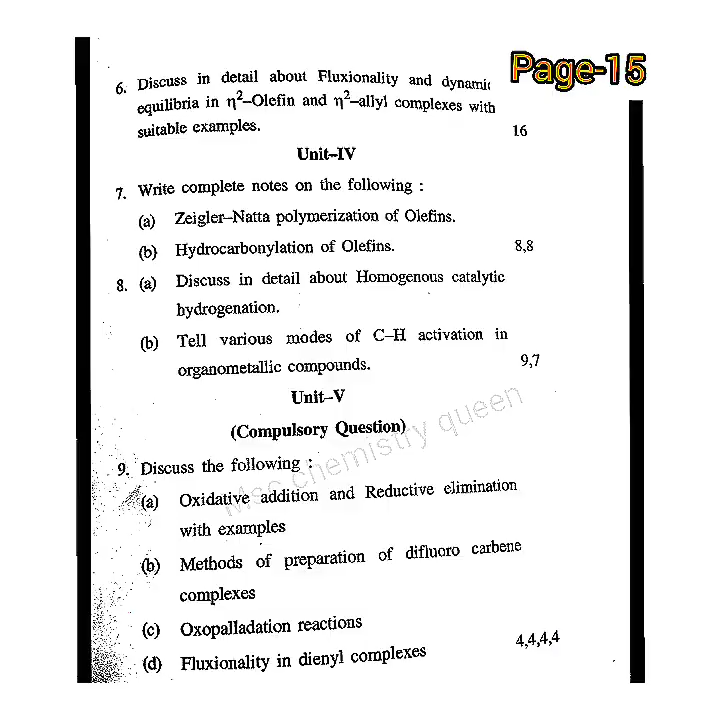 Page-15
6. Discuss in detail about Fluxionality and dynamic
equilibria in η²-Olefin and η²-allyl complexes with
suitable examples. 16
Unit-IV
7. Write complete notes on the following :
(a) Zeigler-Natta polymerization of Olefins.
(b) Hydrocarbonylation of Olefins. 8,8
8. (a) Discuss in detail about Homogenous catalytic
hydrogenation.
(b) Tell various modes of C-H activation in
organometallic compounds. 9,7
Unit-V
(Compulsory Question)
Msc chemistry queen
9. Discuss the following :
(a) Oxidative addition and Reductive elimination
with examples
(b) Methods of preparation of difluoro carbene
complexes
(c) Oxopalladation reactions
(d) Fluxionality in dienyl complexes 4,4,4,4